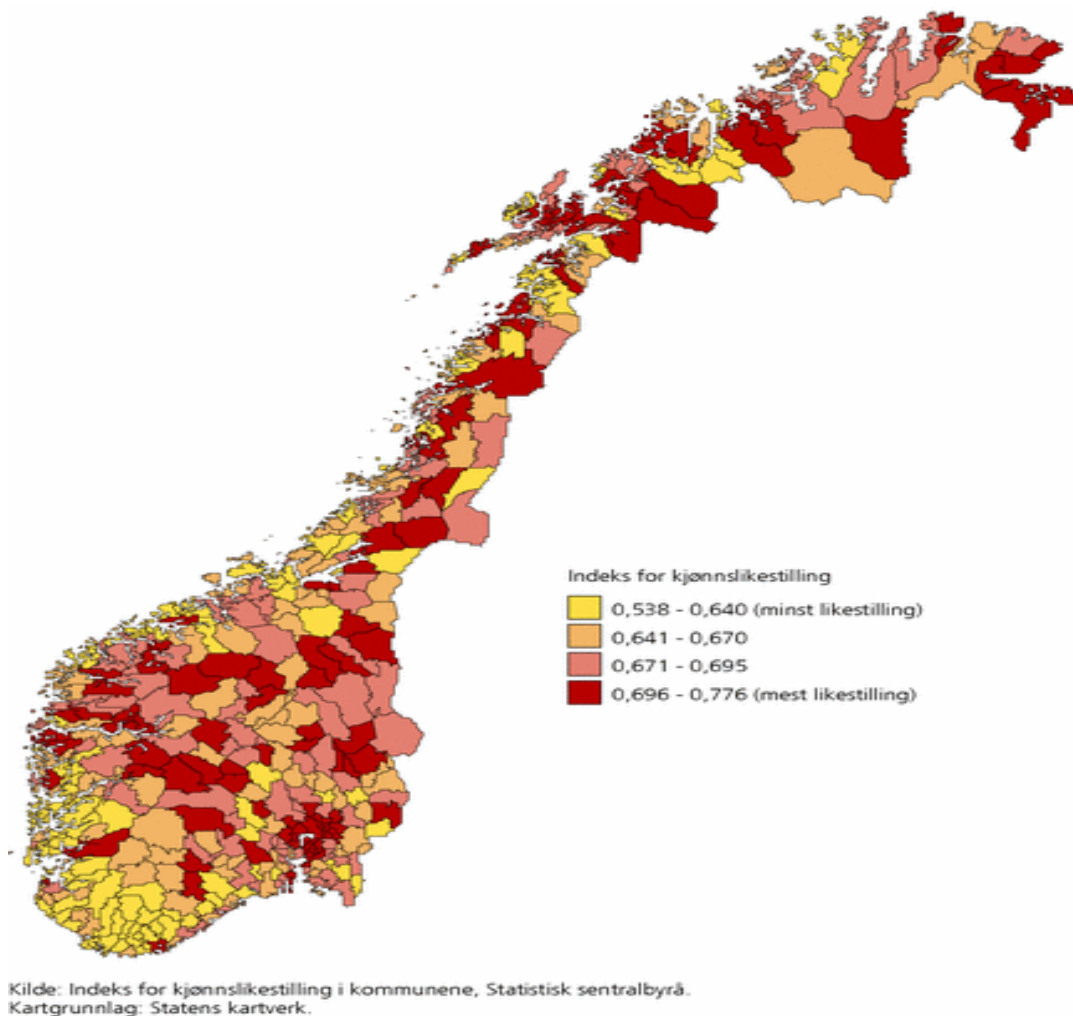 Indeks for kjønnslikestilling
0,538 - 0,640 (minst likestilling)
0,641 - 0,670
0,671 - 0,695
0,696 - 0,776 (mest likestilling)
Kilde: Indeks for kjønnslikestilling i kommunene, Statistisk sentralbyrå.
Kartgrunnlag: Statens kartverk.